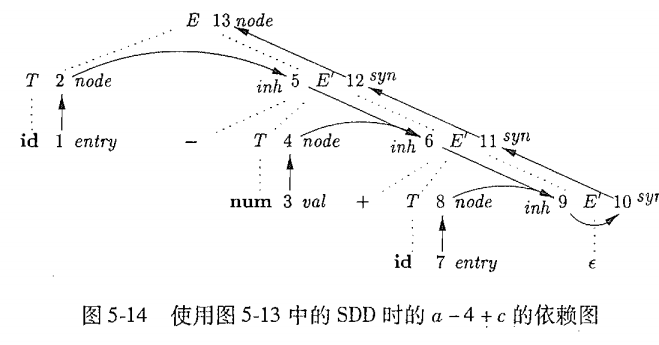 E 13 node
T 2 node inh 5 E' 12 syn
id 1 entry − T 4 node inh 6 E' 11 syn
num 3 val + T 8 node inh 9 E' 10 syn
id 7 entry ϵ
图 5-14 使用图 5-13 中的 SDD 时的 a − 4 + c 的依赖图